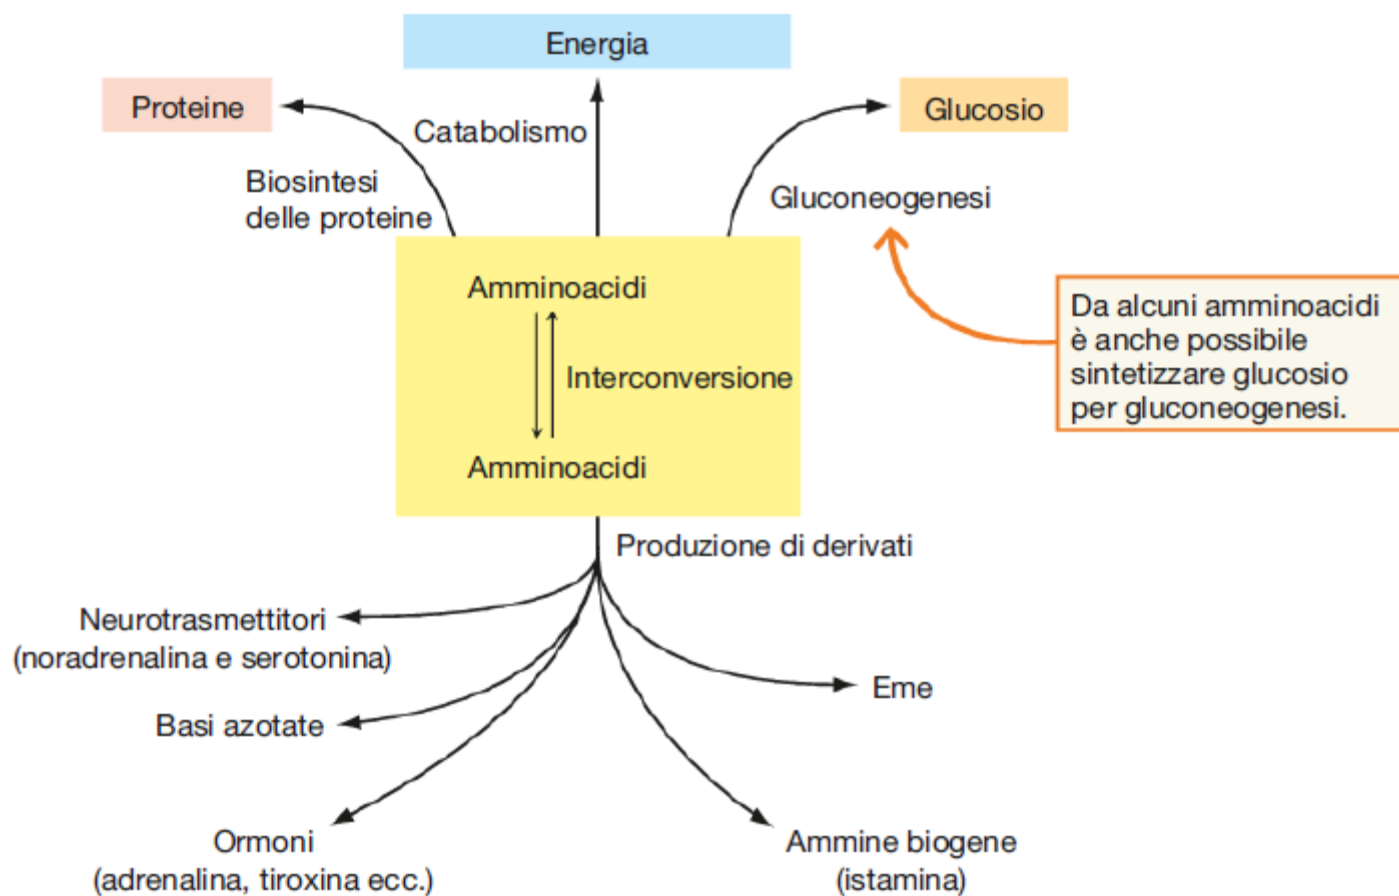 Energia
Proteine
Glucosio
Catabolismo
Biosintesi
delle proteine
Gluconeogenesi
Amminoacidi
Interconversione
Amminoacidi
Da alcuni amminoacidi
è anche possibile
sintetizzare glucosio
per gluconeogenesi.
Produzione di derivati
Neurotrasmettitori
(noradrenalina e serotonina)
Eme
Basi azotate
Ormoni
(adrenalina, tiroxina ecc.)
Ammine biogene
(istamina)